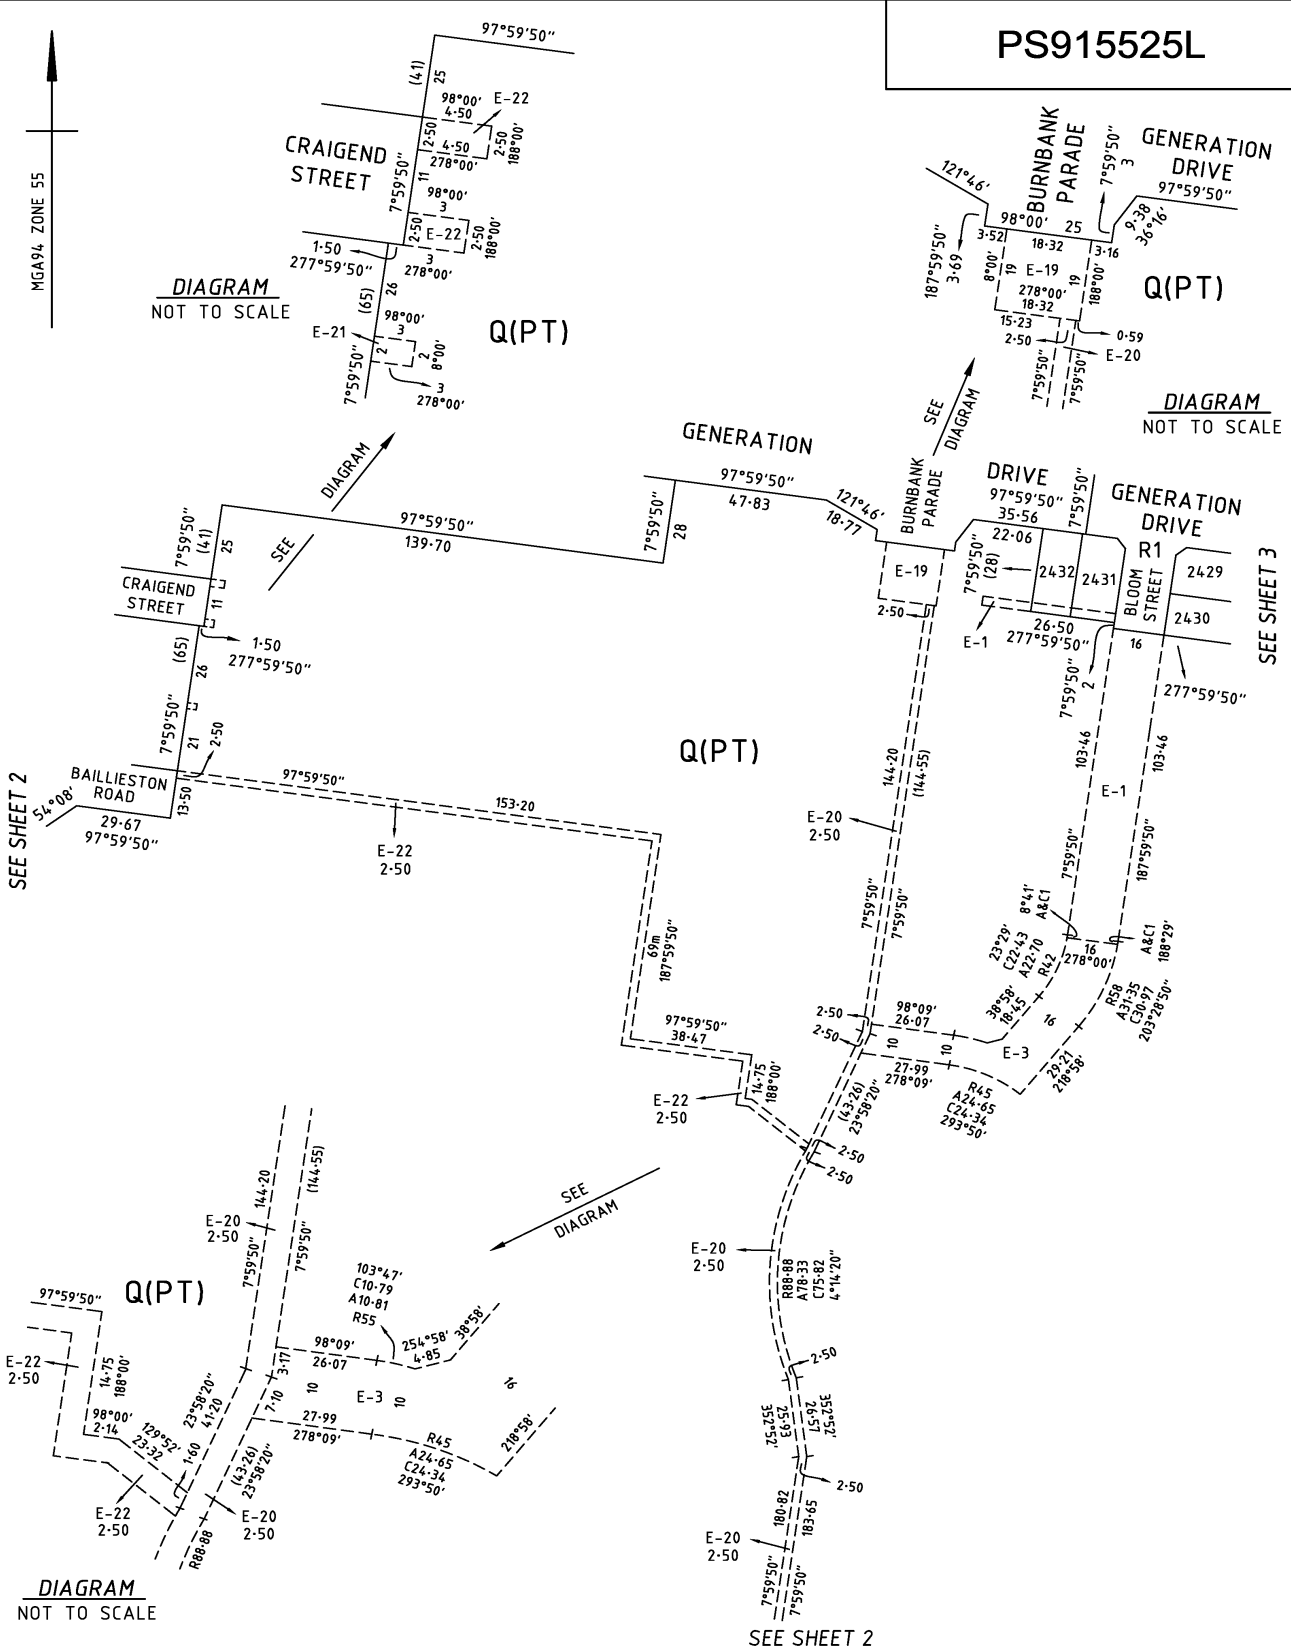 PS915525L
MGA94 ZONE 55
97°59'50"
(41)
25
98°00'
4·50
E-22
2·50
4·50
278°00'
2·50
188°00'
CRAIGEND
STREET
7°59'50"
11
98°00'
3
2·50
E-22
2·50
188°00'
3
278°00'
1·50
277°59'50"
(65)
26
98°00'
3
E-21
2
2
8°00'
3
278°00'
7°59'50"
DIAGRAM
NOT TO SCALE
Q(PT)
BURNBANK
PARADE
7°59'50"
3
GENERATION
DRIVE
97°59'50"
121°46'
98°00'
25
9·38
36°16'
3·52
18·32
3·16
187°59'50"
3·69
8°00'
19
E-19
19
188°00'
278°00'
18·32
15·23
2·50
0·59
E-20
7°59'50"
7°59'50"
Q(PT)
DIAGRAM
NOT TO SCALE
SEE
DIAGRAM
SEE
DIAGRAM
GENERATION
97°59'50"
47·83
121°46'
18·77
BURNBANK
PARADE
DRIVE
97°59'50"
35·56
22·06
7°59'50"
GENERATION
DRIVE
R1
7°59'50"
(28)
2432
2431
BLOOM
STREET
2429
2430
SEE SHEET 3
E-19
2·50
E-1
26·50
277°59'50"
16
2
7°59'50"
277°59'50"
7°59'50"
(41)
25
97°59'50"
139·70
7°59'50"
28
CRAIGEND
STREET
11
1·50
277°59'50"
(65)
26
7°59'50"
21
2·50
BAILLIESTON
ROAD
13·50
54°08'
29·67
97°59'50"
SEE SHEET 2
97°59'50"
153·20
E-22
2·50
Q(PT)
144·20
(144·55)
E-20
2·50
7°59'50"
7°59'50"
103·46
103·46
E-1
7°59'50"
187°59'50"
8°41'
A&C1
16
278°00'
A&C1
188°29'
23°29'
C22·43
A22·70
R42
38°58'
18·45
16
R58
A31·35
C30·97
203°28'50"
29·21
218°58'
69m
187°59'50"
97°59'50"
38·47
2·50
2·50
98°09'
26·07
10
10
E-3
27·99
278°09'
R45
A24·65
C24·34
293°50'
14·75
188°00'
E-22
2·50
(43·26)
23°58'20"
2·50
2·50
SEE
DIAGRAM
E-20
2·50
R88·88
A78·33
C75·82
4°14'20"
2·50
25·93
352°52'
26·57
352°52'
2·50
180·82
183·65
E-20
2·50
7°59'50"
7°59'50"
SEE SHEET 2
144·20
(144·55)
E-20
2·50
7°59'50"
7°59'50"
Q(PT)
97°59'50"
E-22
2·50
14·75
188°00'
98°00'
2·14
129°52'
23·32
23°58'20"
41·20
1·60
103°47'
C10·79
A10·81
R55
98°09'
26·07
254°58'
4·85
38°58'
3·17
7·10
10
E-3
10
16
27·99
278°09'
R45
A24·65
C24·34
293°50'
218°58'
(43·26)
23°58'20"
E-22
2·50
E-20
2·50
R88·88
DIAGRAM
NOT TO SCALE